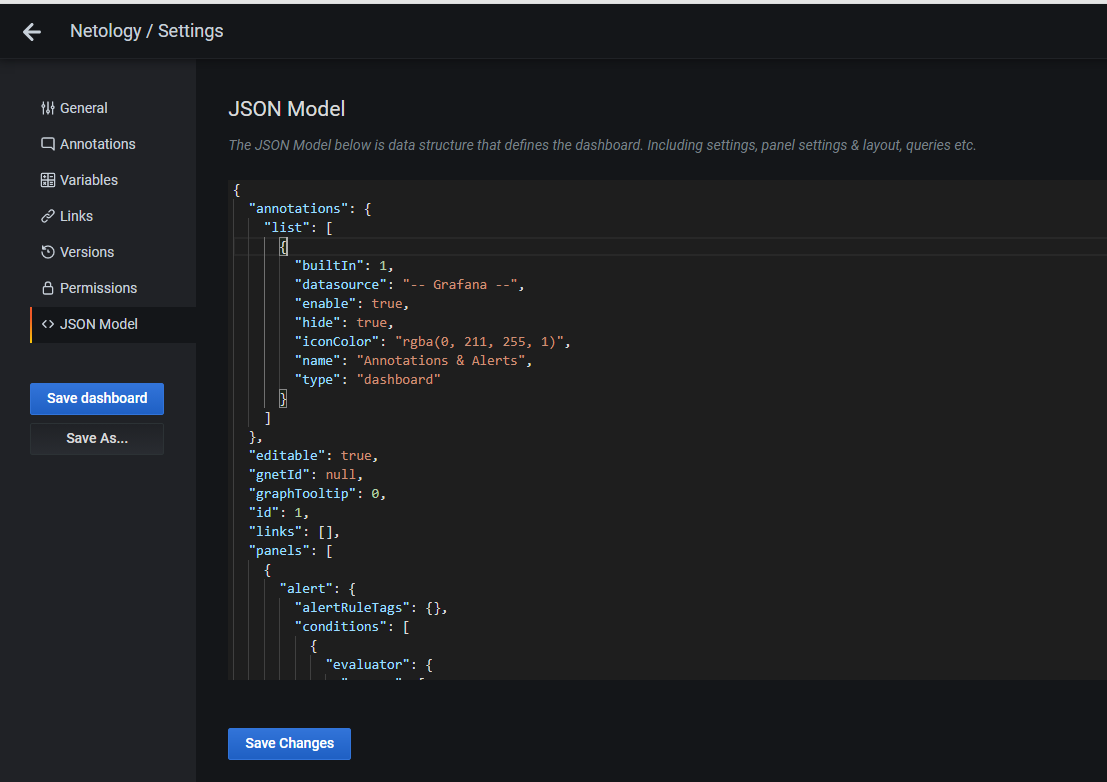 Netology / Settings
General
Annotations
Variables
Links
Versions
Permissions
JSON Model
Save dashboard
Save As...
JSON Model
The JSON Model below is data structure that defines the dashboard. Including settings, panel settings & layout, queries etc.
{
"annotations": {
"list": [
{
"builtIn": 1,
"datasource": "-- Grafana --",
"enable": true,
"hide": true,
"iconColor": "rgba(0, 211, 255, 1)",
"name": "Annotations & Alerts",
"type": "dashboard"
}
]
},
"editable": true,
"gnetId": null,
"graphTooltip": 0,
"id": 1,
"links": [],
"panels": [
{
"alert": {
"alertRuleTags": {},
"conditions": [
{
"evaluator": {
Save Changes